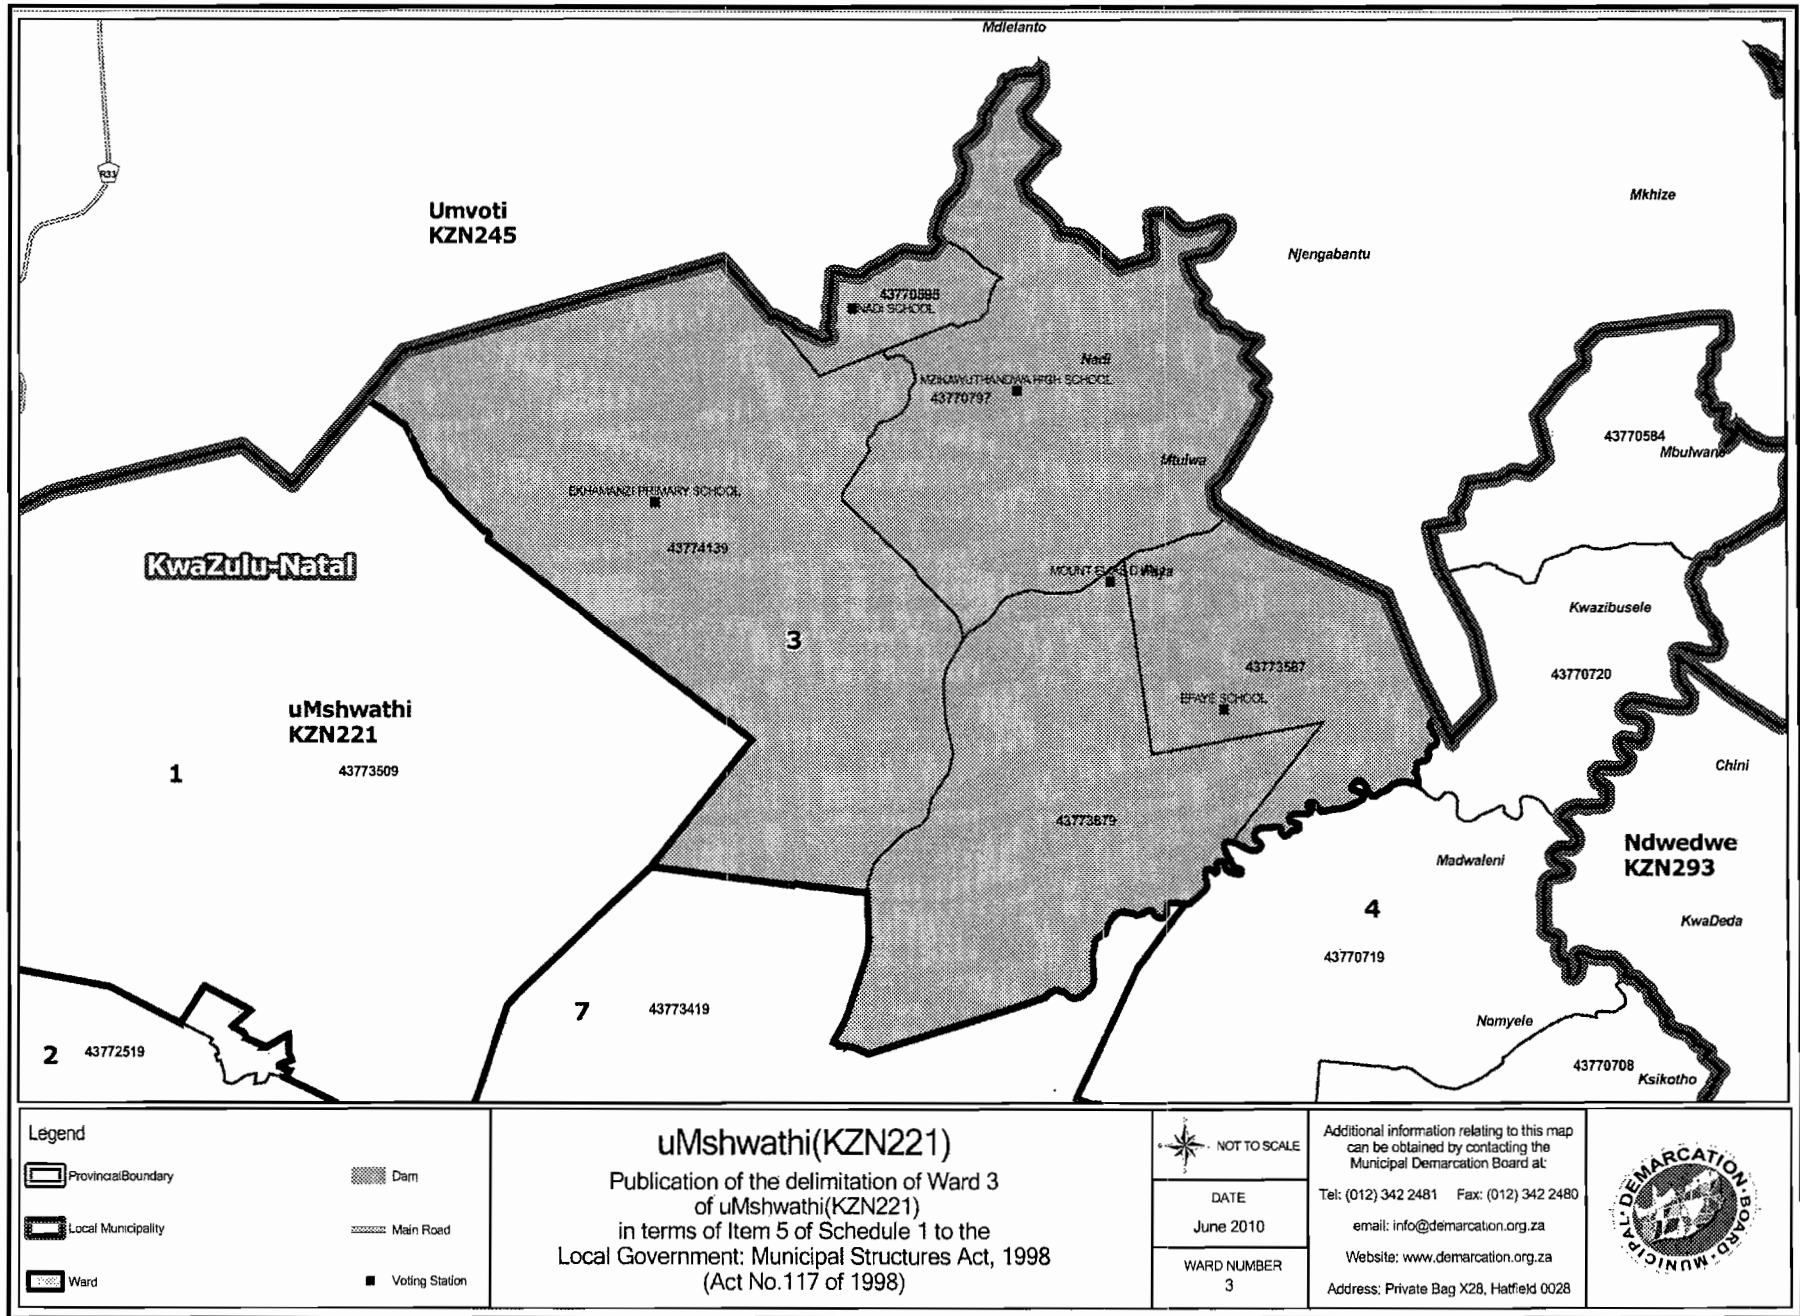 Mdlelanto
R33
Mkhize
Umvoti
KZN245
Njengabantu
43770595
NADI SCHOOL
Nadi
MZIKAWUTHANDWA HIGH SCHOOL
43770797
43770584
Mbulwane
Mtulwa
EKHAMANZI PRIMARY SCHOOL
43774139
KwaZulu-Natal
MOUNT
Kwazibusele
3
43773587
43770720
EFAYE SCHOOL
uMshwathi
KZN221
1
43773509
Chini
43773879
Ndwedwe
KZN293
Madwaleni
4
KwaDeda
43770719
7
43773419
Nomyele
2
43772519
43770708
Ksikotho
Legend
ProvincialBoundary
Dam
Local Municipality
Main Road
Ward
Voting Station
uMshwathi(KZN221)
Publication of the delimitation of Ward 3
of uMshwathi(KZN221)
in terms of Item 5 of Schedule 1 to the
Local Government: Municipal Structures Act, 1998
(Act No.117 of 1998)
NOT TO SCALE
DATE
June 2010
WARD NUMBER
3
Additional information relating to this map
can be obtained by contacting the
Municipal Demarcation Board at:
Tel: (012) 342 2481 Fax: (012) 342 2480
email: info@demarcation.org.za
Website: www.demarcation.org.za
Address: Private Bag X28, Hatfield 0028
MUNICIPAL DEMARCATION BOARD